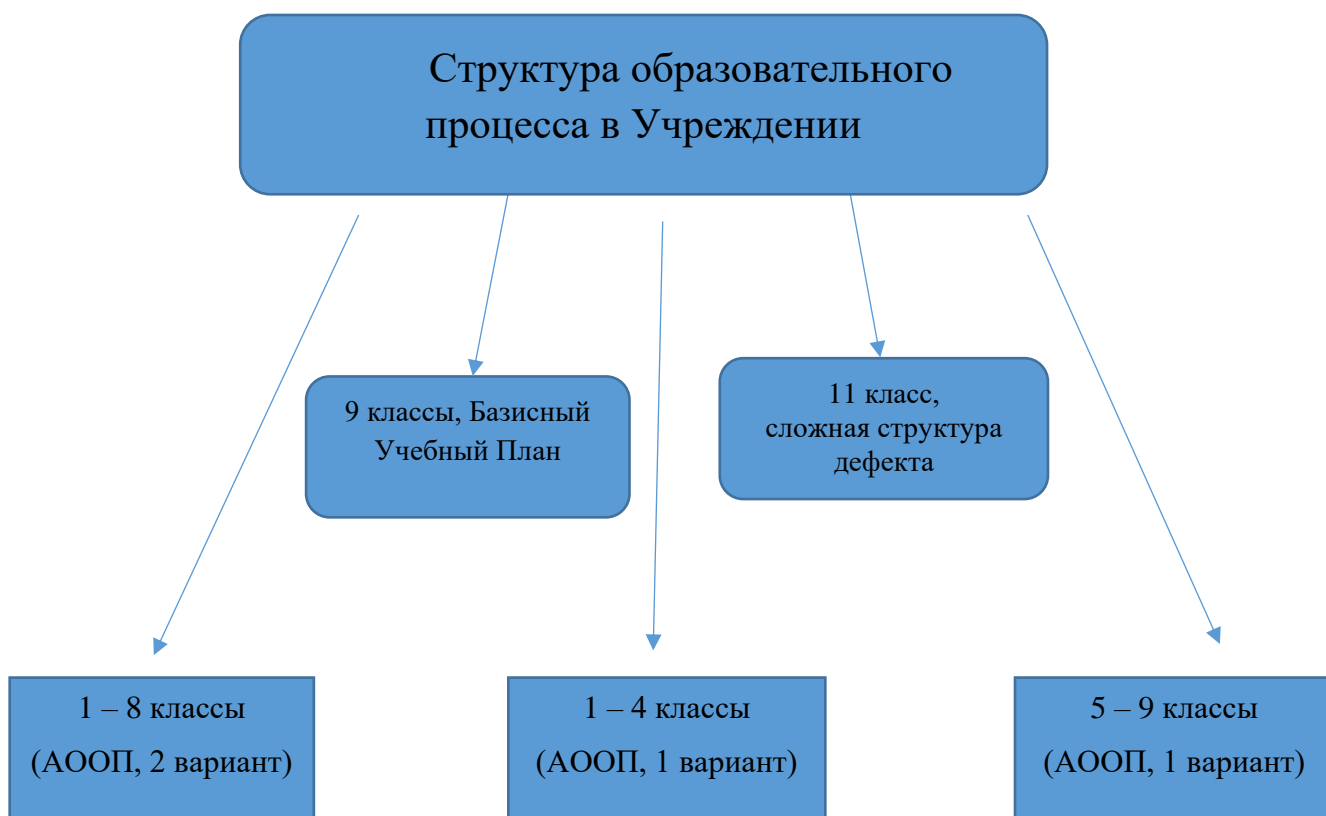 Структура образовательного
процесса в Учреждении
9 классы, Базисный
Учебный План
11 класс,
сложная структура
дефекта
1 – 8 классы
(АООП, 2 вариант)
1 – 4 классы
(АООП, 1 вариант)
5 – 9 классы
(АООП, 1 вариант)